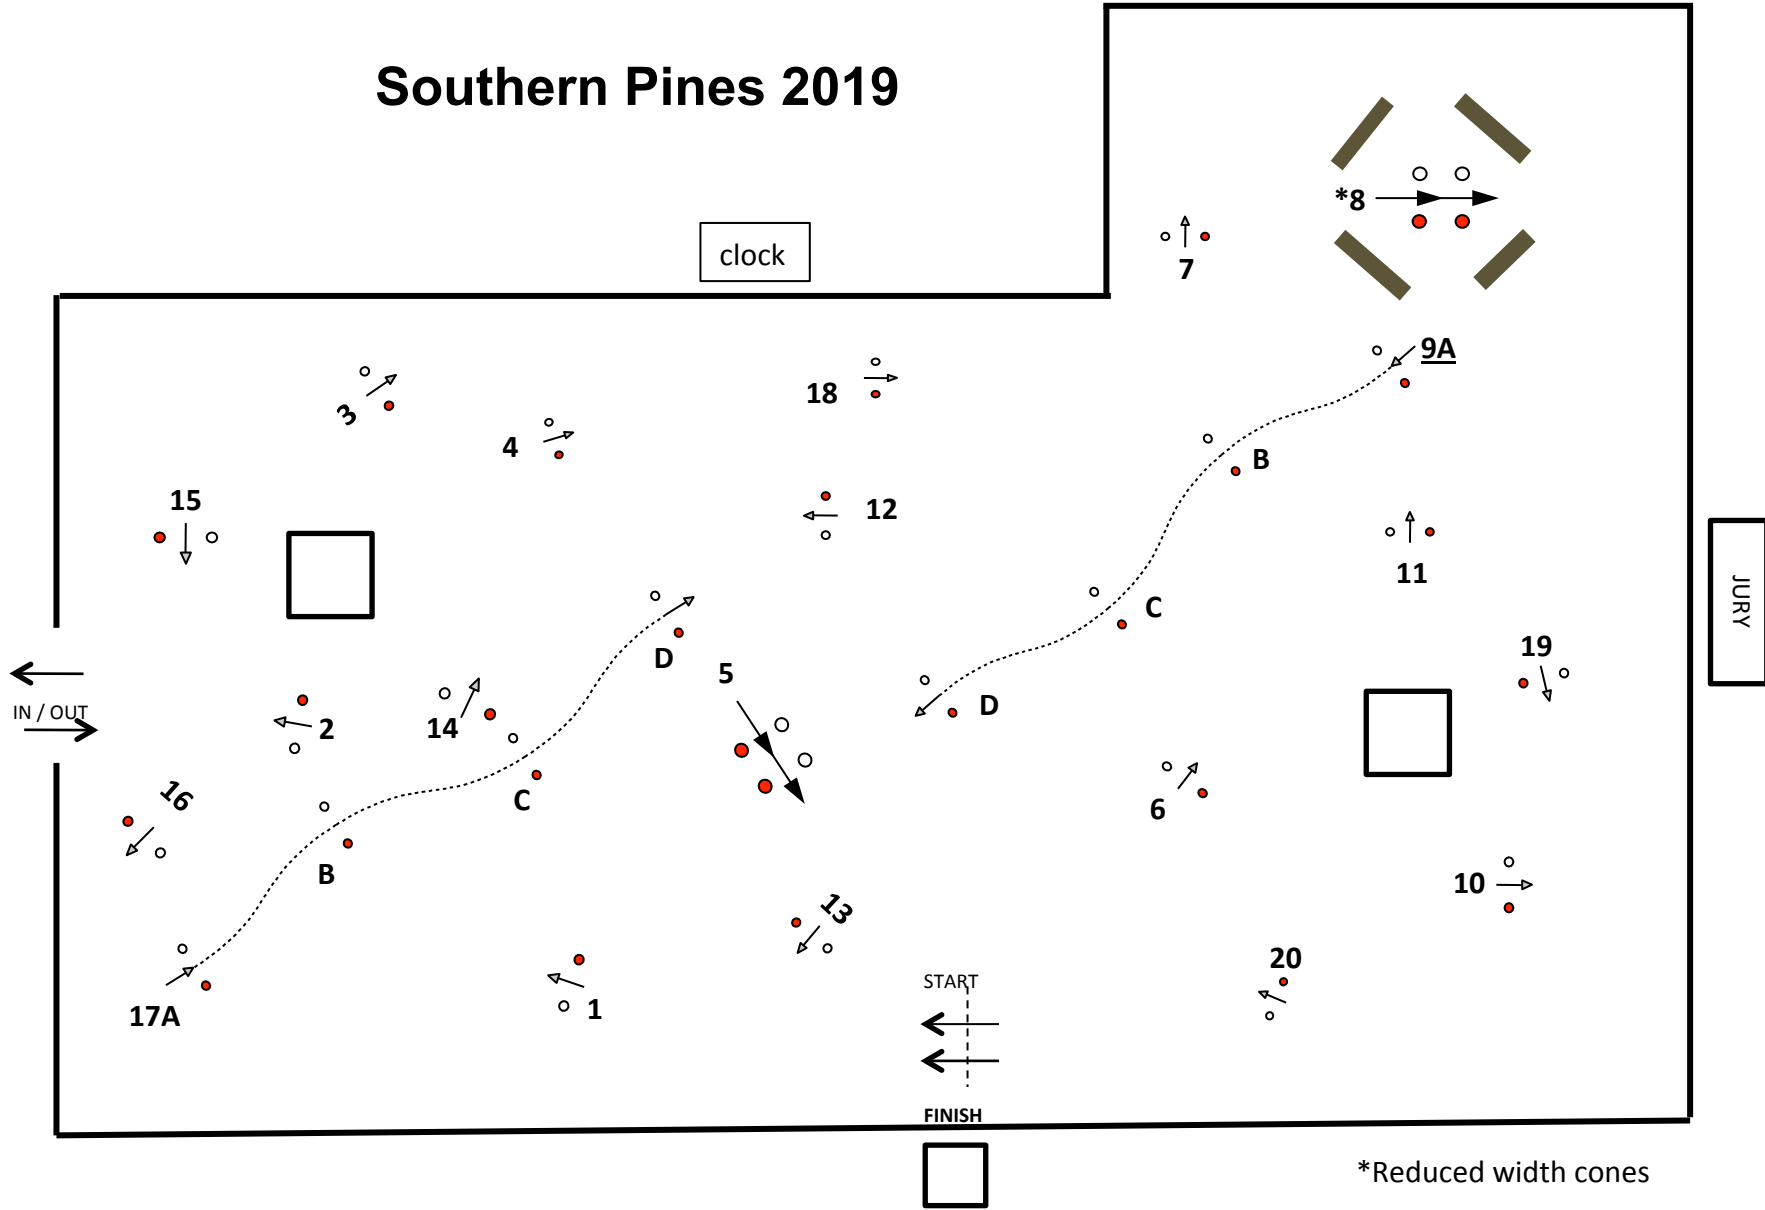 Southern Pines 2019
*8
clock
7
9A
3
4
18
B
15
12
11
C
19
D
5
D
JURY
IN / OUT
2
14
16
C
6
B
10
13
20
START
17A
1
FINISH
*Reduced width cones